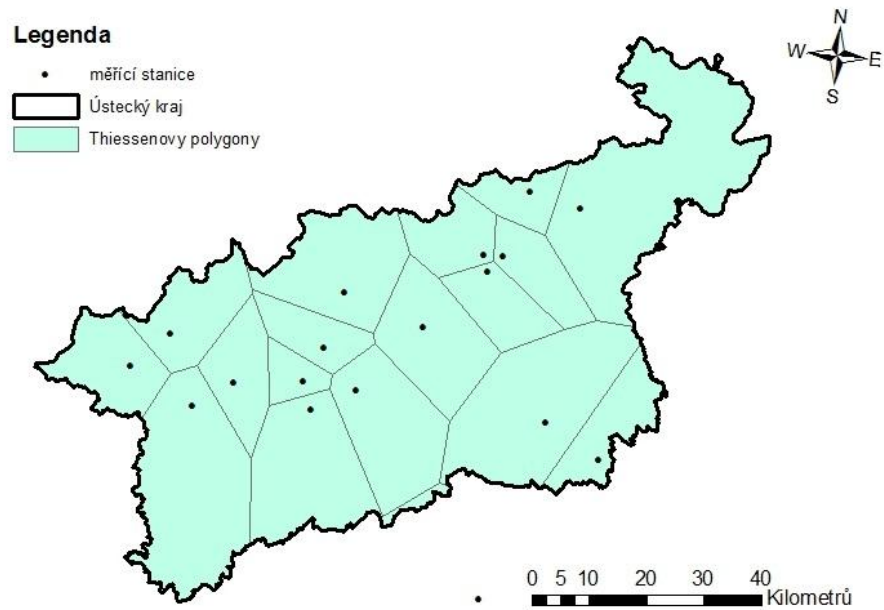 Legenda
měřící stanice
Ústecký kraj
Thiessenovy polygony
N
W E
S
0 5 10 20 30 40
Kilometrů